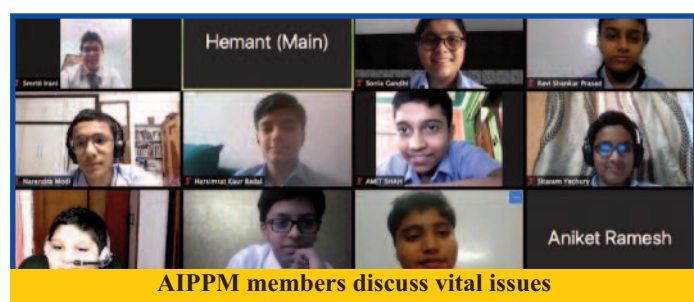 Hemant (Main)
Smriti Irani
Sonia Gandhi
Ravi Shankar Prasad
Narendra Modi
Harsimrat Kaur Badal
AMIT SHAH
Sitaram Yechury
Aniket Ramesh
AIPPM members discuss vital issues